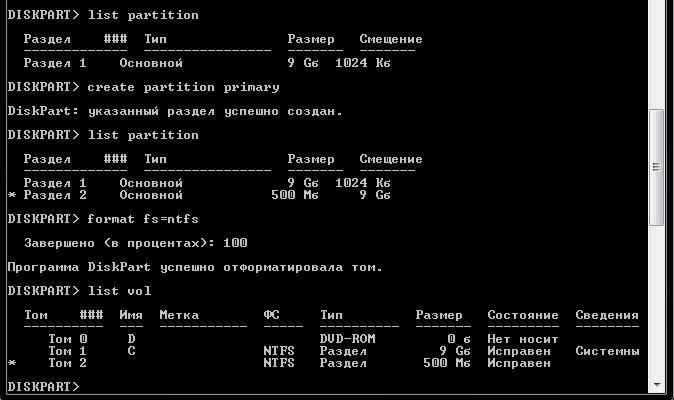 DISKPART> list partition
Раздел ### Тип Размер Смещение
------------- ---------------- ------- -------
Раздел 1 Основной 9 Gб 1024 Kб
DISKPART> create partition primary
DiskPart: указанный раздел успешно создан.
DISKPART> list partition
Раздел ### Тип Размер Смещение
------------- ---------------- ------- -------
Раздел 1 Основной 9 Gб 1024 Kб
* Раздел 2 Основной 500 Mб 9 Gб
DISKPART> format fs=ntfs
Завершено (в процентах): 100
Программа DiskPart успешно отформатировала том.
DISKPART> list vol
Том ### Имя Метка ФС Тип Размер Состояние Сведения
---------- --- ----------- ----- ---------- ------- --------- --------
Том 0 D DVD-ROM 0 б Нет носит
Том 1 C NTFS Раздел 9 Gб Исправен Системны
* Том 2 NTFS Раздел 500 Mб Исправен
DISKPART>